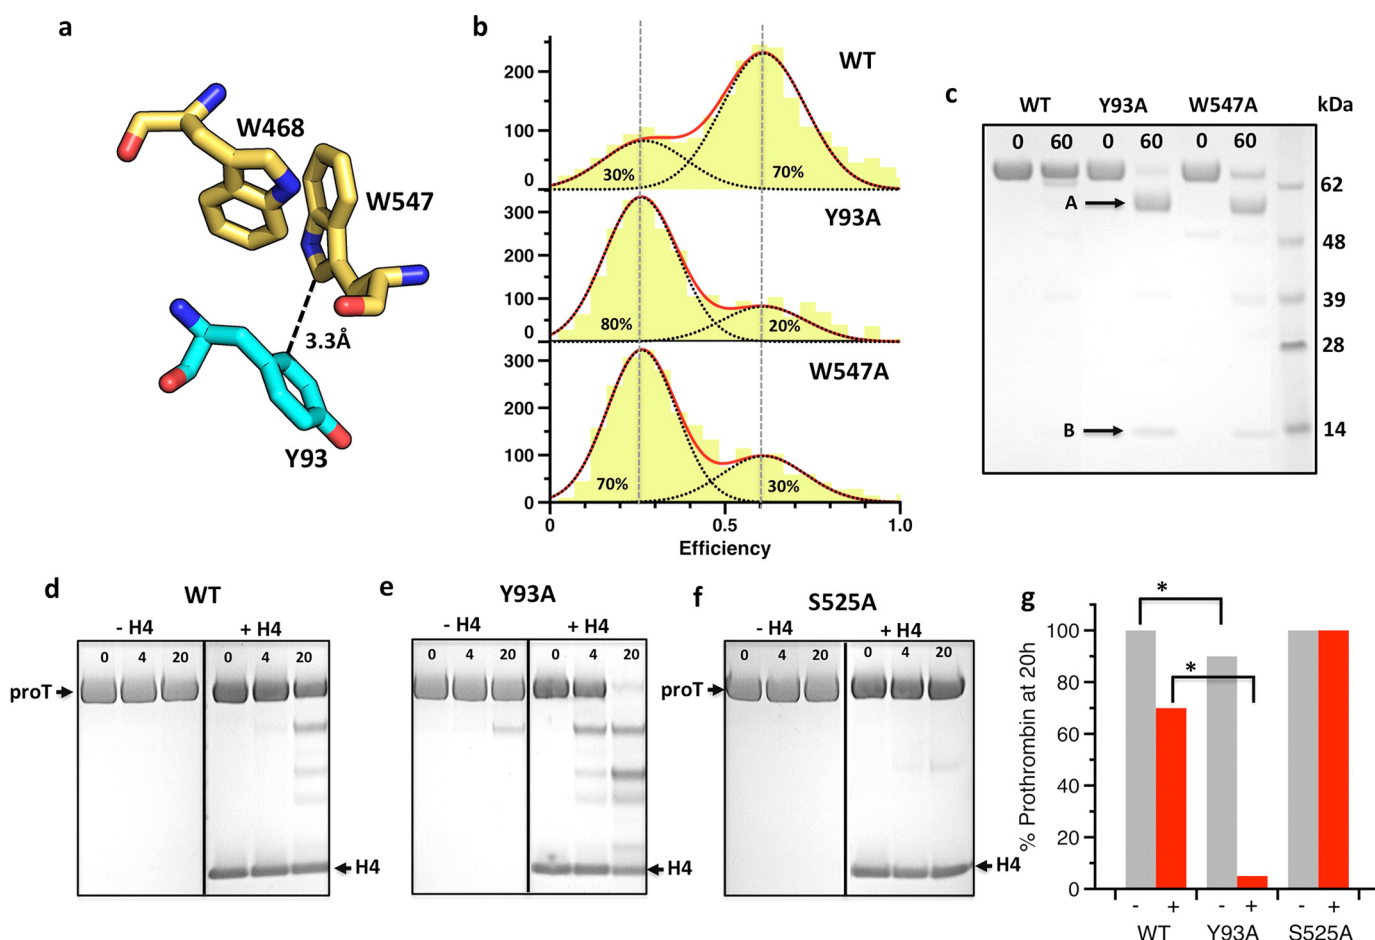 a
W468
W547
3.3Å
Y93
b
WT
200
100
0
30%
70%
Y93A
300
200
100
0
80%
20%
W547A
300
200
100
0
70%
30%
0
0.5
1.0
Efficiency
c
WT Y93A W547A kDa
0 60 0 60 0 60
62
A
48
39
28
B
14
d
WT
- H4 + H4
0 4 20 0 4 20
proT
H4
e
Y93A
- H4 + H4
0 4 20 0 4 20
H4
f
S525A
- H4 + H4
0 4 20 0 4 20
proT
H4
g
% Prothrombin at 20h
100
80
60
40
20
0
*
*
- + - + - +
WT Y93A S525A